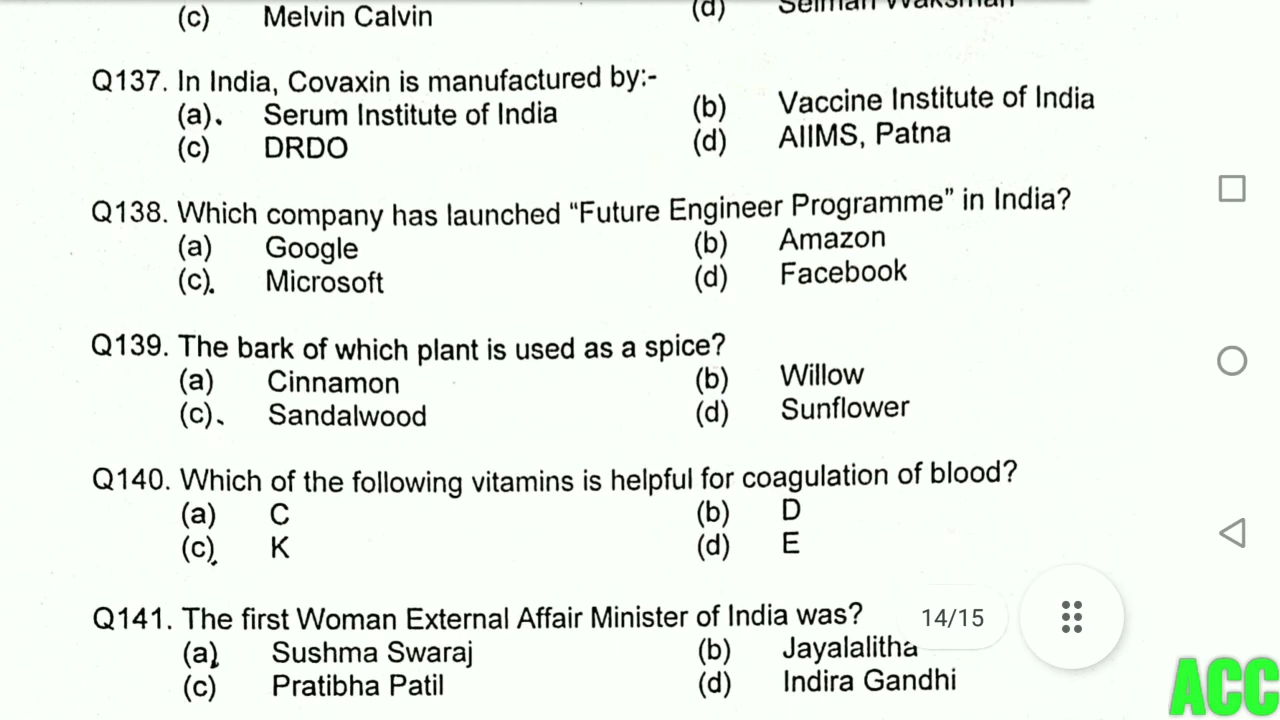 (c) Melvin Calvin (d) Selman Waksman
Q137. In India, Covaxin is manufactured by:-
(a). Serum Institute of India (b) Vaccine Institute of India
(c) DRDO (d) AIIMS, Patna
Q138. Which company has launched “Future Engineer Programme” in India?
(a) Google (b) Amazon
(c). Microsoft (d) Facebook
Q139. The bark of which plant is used as a spice?
(a) Cinnamon (b) Willow
(c). Sandalwood (d) Sunflower
Q140. Which of the following vitamins is helpful for coagulation of blood?
(a) C (b) D
(c). K (d) E
Q141. The first Woman External Affair Minister of India was?
14/15
(a) Sushma Swaraj (b) Jayalalitha
(c) Pratibha Patil (d) Indira Gandhi
ACC